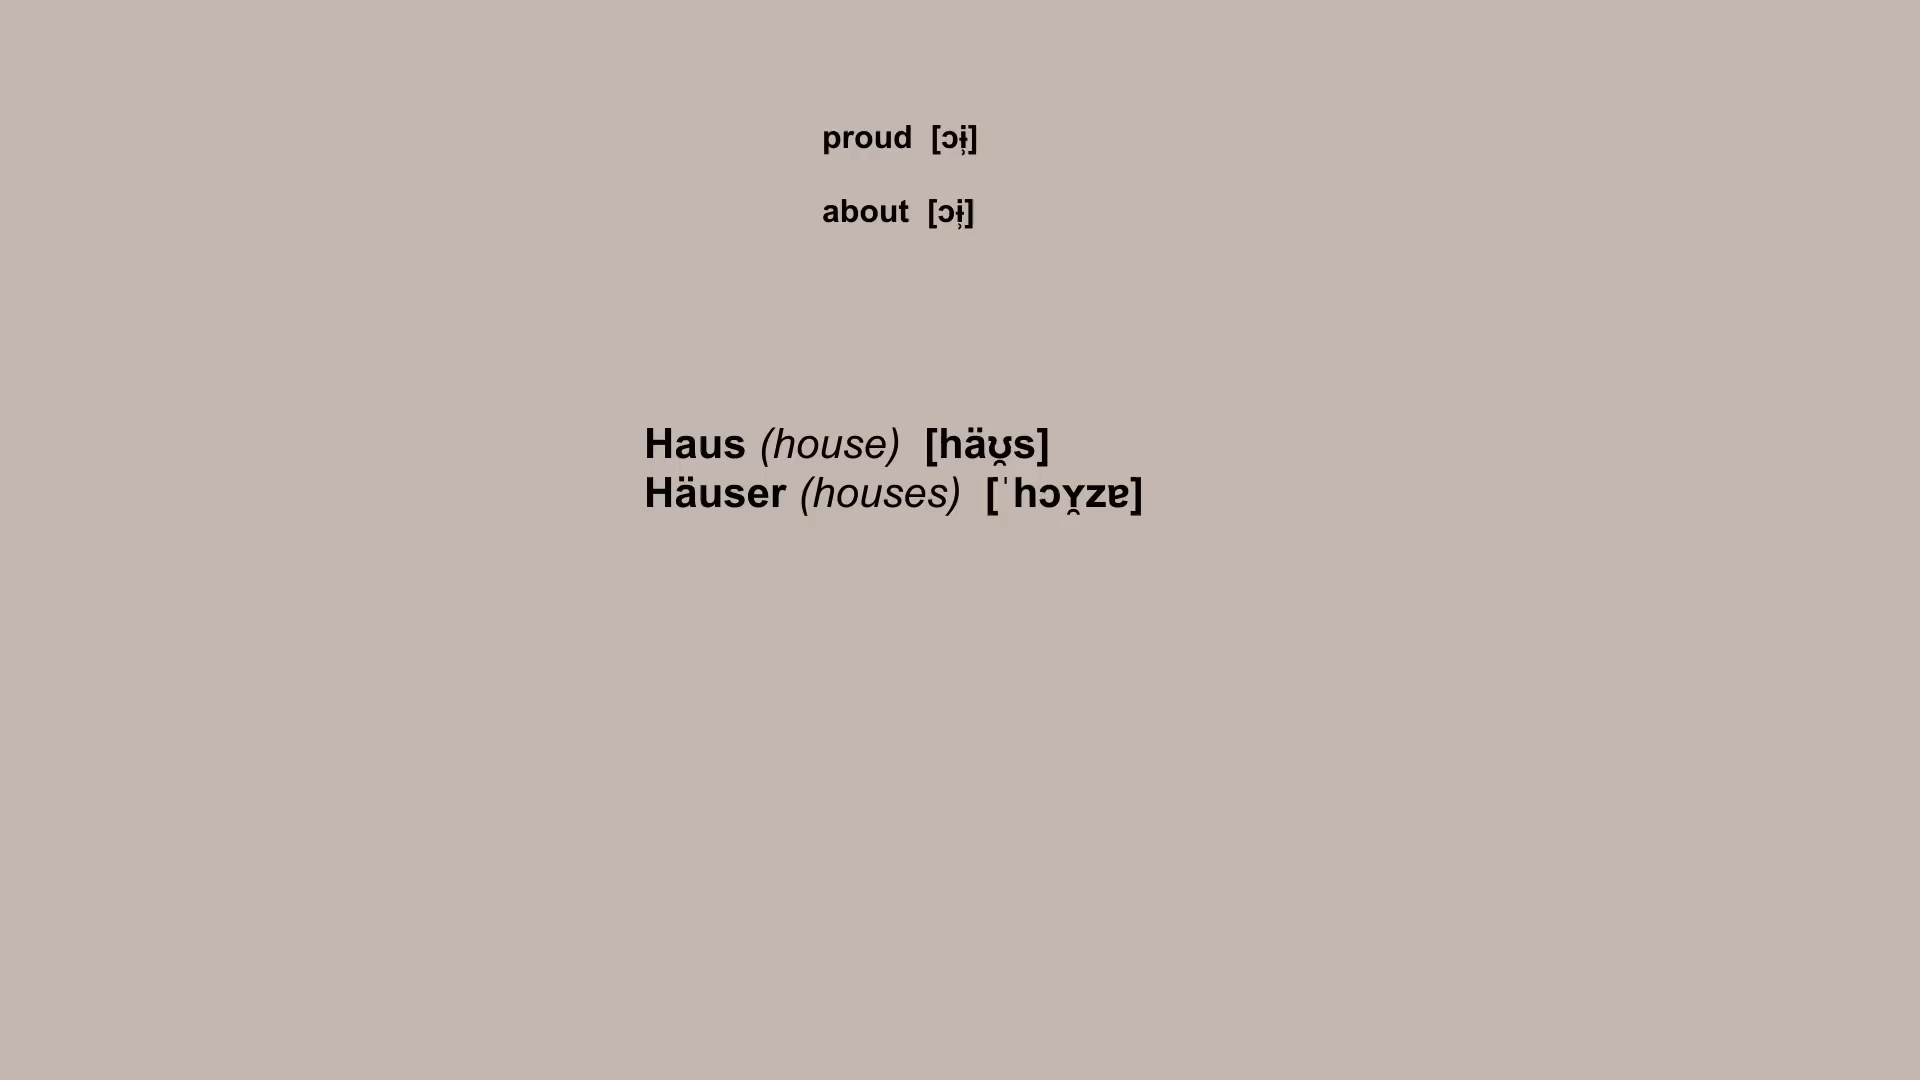 proud [ɔɨ̹]
about [ɔɨ̹]
Haus (house) [häʊ̯s]
Häuser (houses) [ˈhɔʏ̯zɐ]